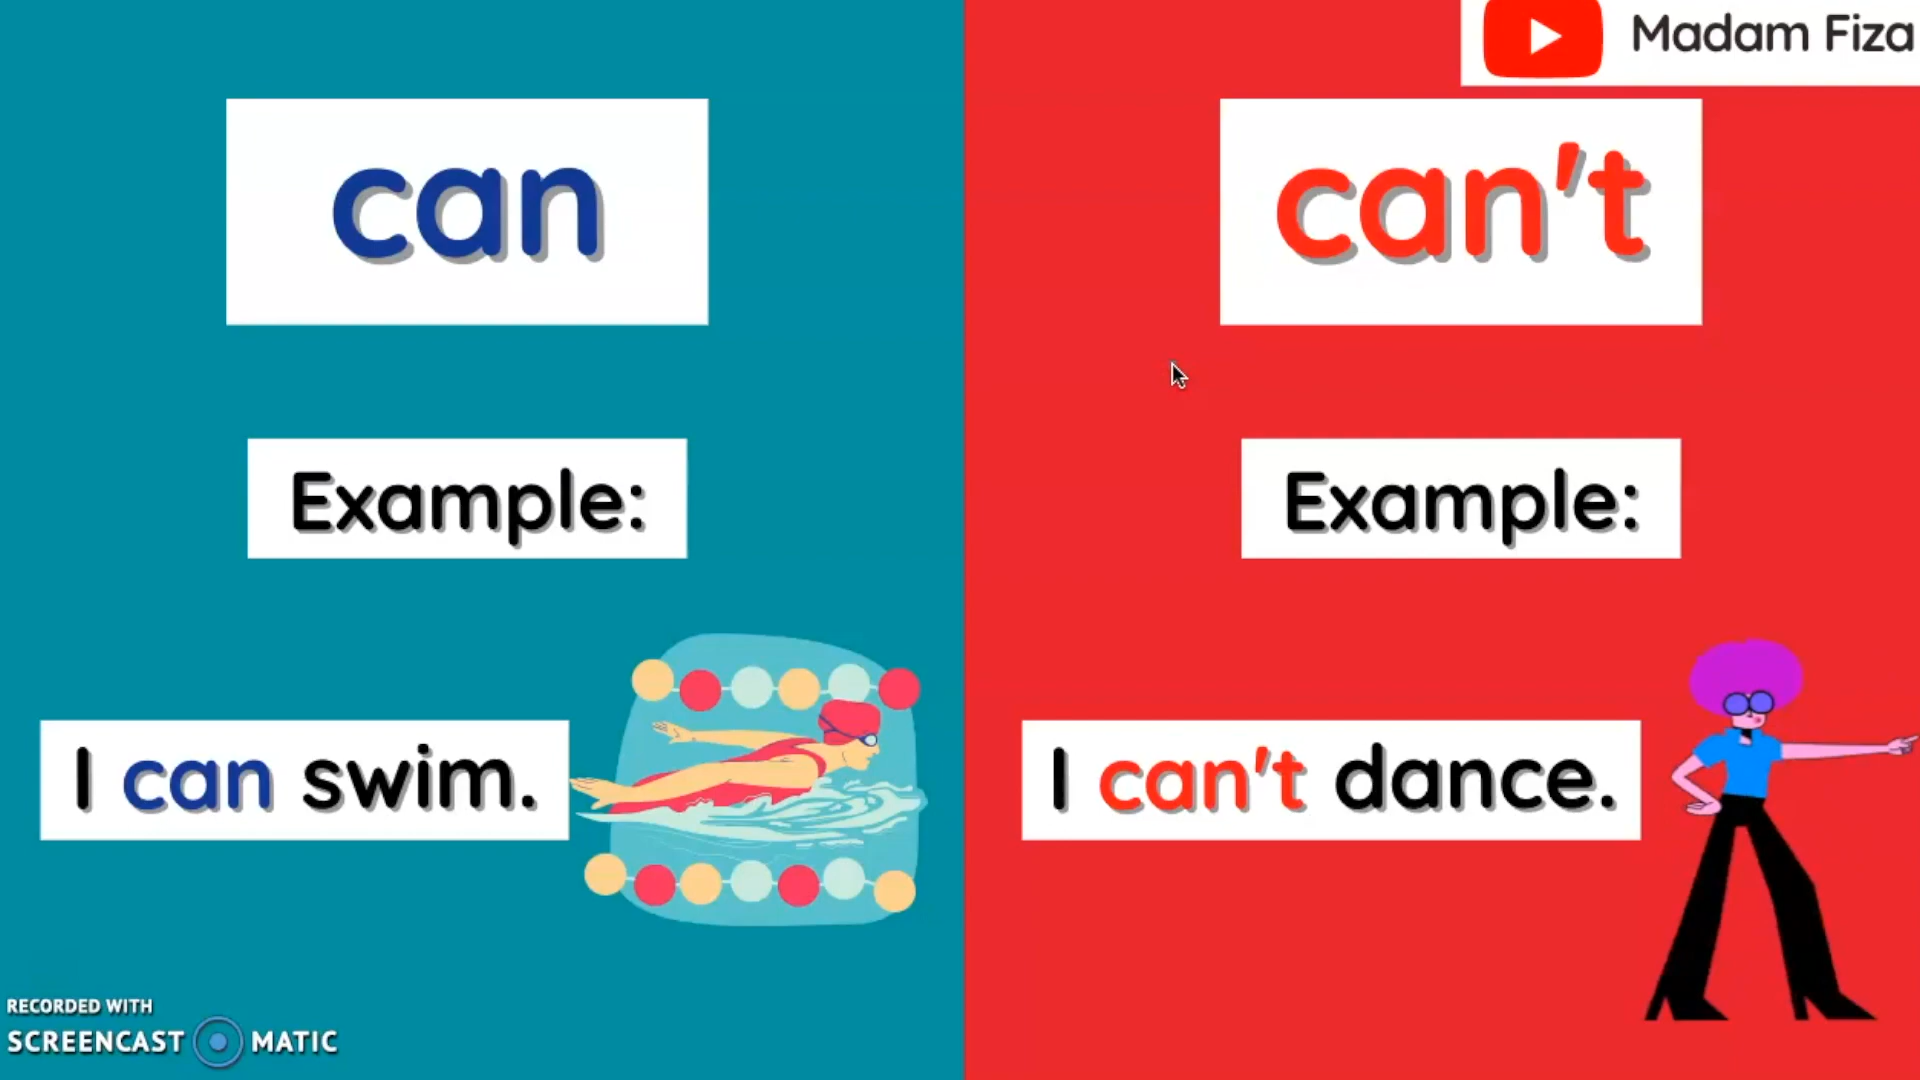 Madam Fiza
can
can't
Example:
Example:
I can swim.
I can't dance.
RECORDED WITH
SCREENCAST MATIC